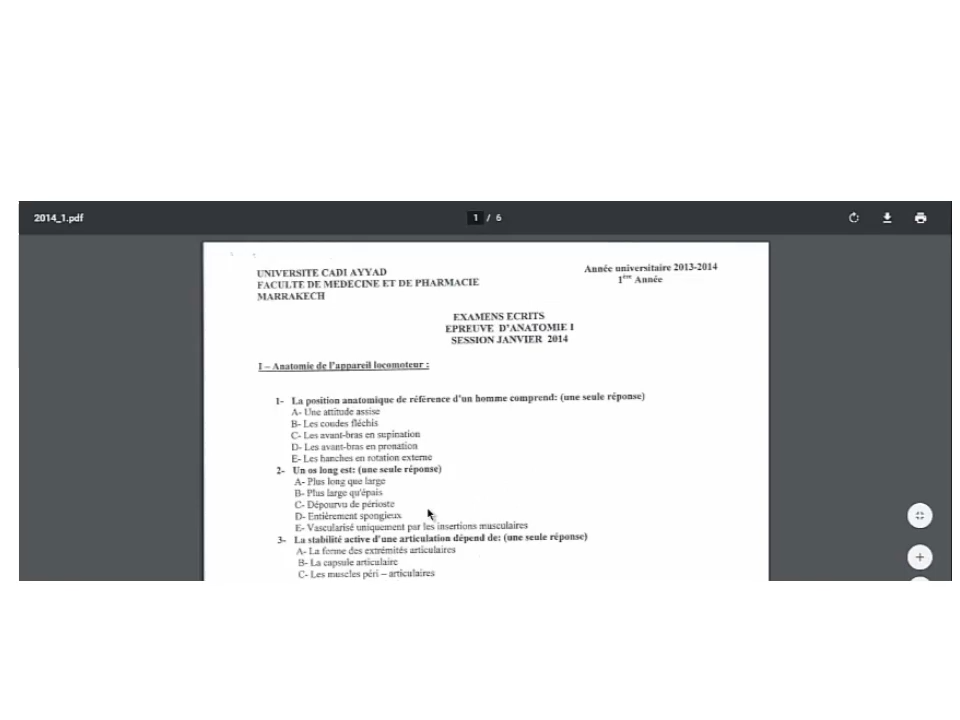 2014_1.pdf
1 / 6
UNIVERSITE CADI AYYAD
FACULTE DE MEDECINE ET DE PHARMACIE
MARRAKECH
Année universitaire 2013-2014
1ère Année
EXAMENS ECRITS
EPREUVE D'ANATOMIE I
SESSION JANVIER 2014
I – Anatomie de l'appareil locomoteur :
1- La position anatomique de référence d'un homme comprend: (une seule réponse)
A- Une attitude assise
B- Les coudes fléchis
C- Les avant-bras en supination
D- Les avant-bras en pronation
E- Les hanches en rotation externe
2- Un os long est: (une seule réponse)
A- Plus long que large
B- Plus large qu'épais
C- Dépourvu de périoste
D- Entièrement spongieux
E- Vascularisé uniquement par les insertions musculaires
3- La stabilité active d'une articulation dépend de: (une seule réponse)
A- La forme des extrémités articulaires
B- La capsule articulaire
C- Les muscles péri – articulaires